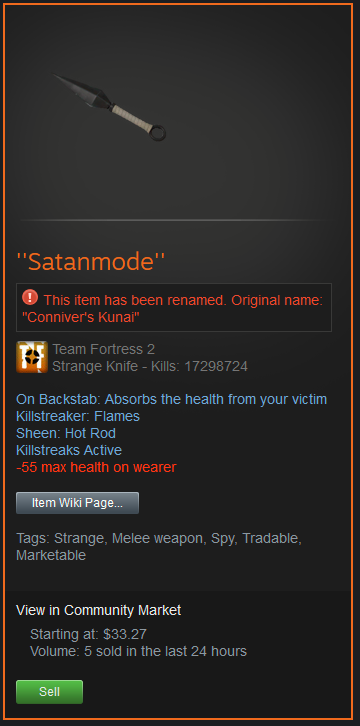 ''Satanmode''
This item has been renamed. Original name:
"Conniver's Kunai"
Team Fortress 2
Strange Knife - Kills: 17298724
On Backstab: Absorbs the health from your victim
Killstreaker: Flames
Sheen: Hot Rod
Killstreaks Active
-55 max health on wearer
Item Wiki Page...
Tags: Strange, Melee weapon, Spy, Tradable,
Marketable
View in Community Market
Starting at: $33.27
Volume: 5 sold in the last 24 hours
Sell